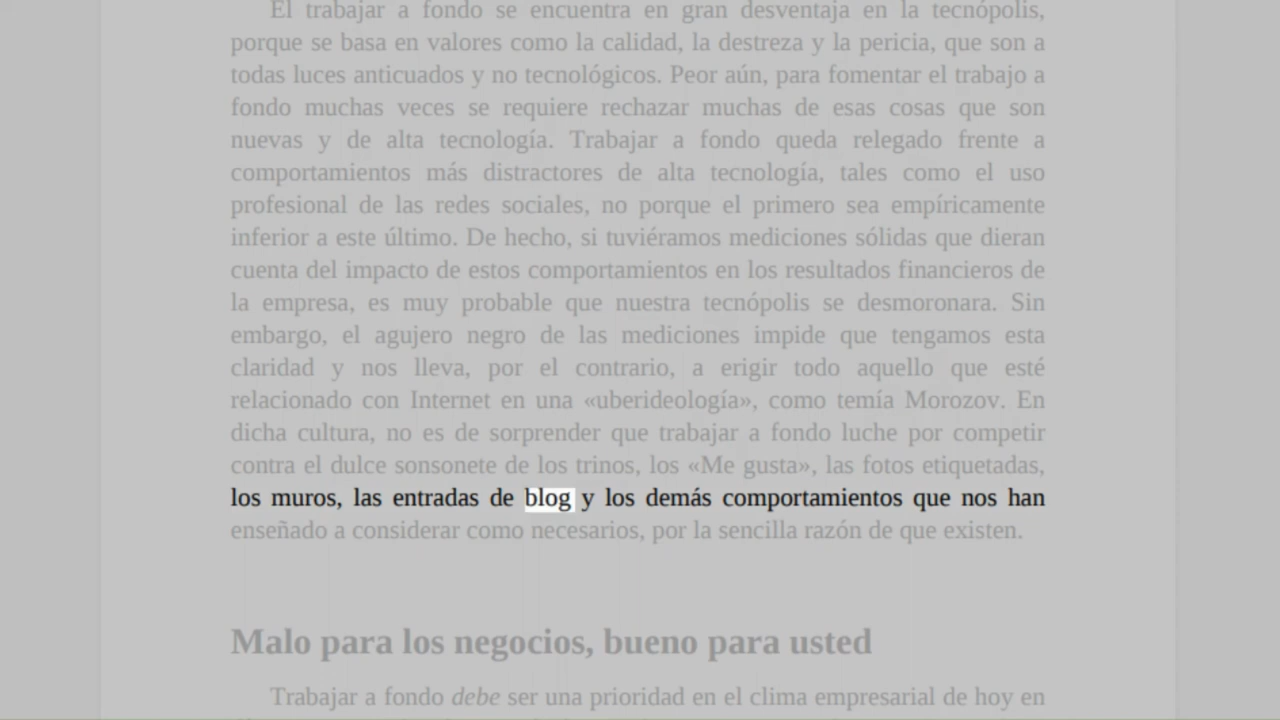 El trabajar a fondo se encuentra en gran desventaja en la tecnópolis,
porque se basa en valores como la calidad, la destreza y la pericia, que son a
todas luces anticuados y no tecnológicos. Peor aún, para fomentar el trabajo a
fondo muchas veces se requiere rechazar muchas de esas cosas que son
nuevas y de alta tecnología. Trabajar a fondo queda relegado frente a
comportamientos más distractores de alta tecnología, tales como el uso
profesional de las redes sociales, no porque el primero sea empíricamente
inferior a este último. De hecho, si tuviéramos mediciones sólidas que dieran
cuenta del impacto de estos comportamientos en los resultados financieros de
la empresa, es muy probable que nuestra tecnópolis se desmoronara. Sin
embargo, el agujero negro de las mediciones impide que tengamos esta
claridad y nos lleva, por el contrario, a erigir todo aquello que esté
relacionado con Internet en una «uberideología», como temía Morozov. En
dicha cultura, no es de sorprender que trabajar a fondo luche por competir
contra el dulce sonsonete de los trinos, los «Me gusta», las fotos etiquetadas,
los muros, las entradas de blog y los demás comportamientos que nos han
enseñado a considerar como necesarios, por la sencilla razón de que existen.
Malo para los negocios, bueno para usted
Trabajar a fondo debe ser una prioridad en el clima empresarial de hoy en